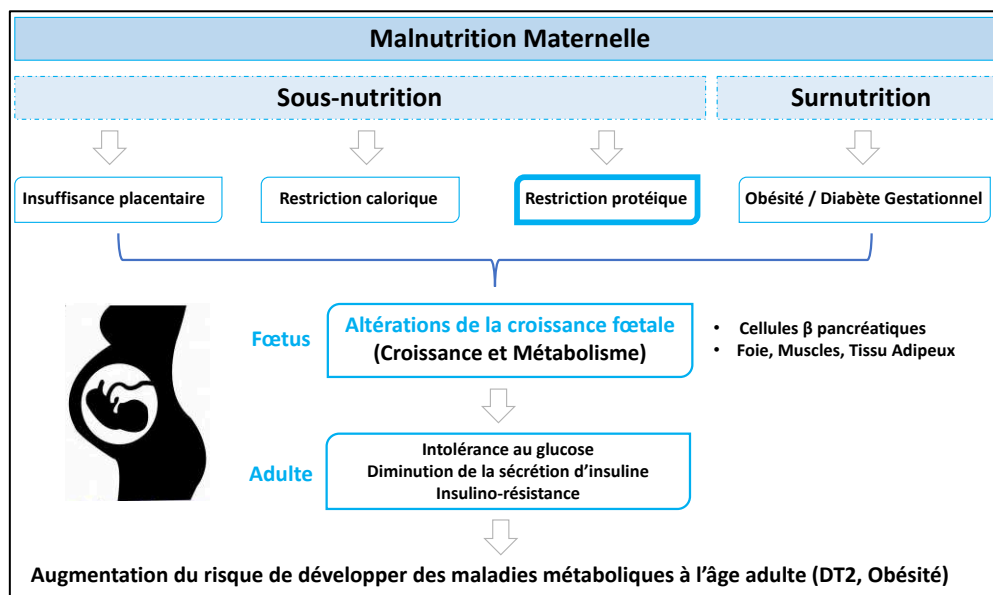 Malnutrition Maternelle
Sous-nutrition
Surnutrition
Insuffisance placentaire
Restriction calorique
Restriction protéique
Obésité / Diabète Gestationnel
Fœtus
Altérations de la croissance fœtale
(Croissance et Métabolisme)
• Cellules β pancréatiques
• Foie, Muscles, Tissu Adipeux
Adulte
Intolérance au glucose
Diminution de la sécrétion d’insuline
Insulino-résistance
Augmentation du risque de développer des maladies métaboliques à l’âge adulte (DT2, Obésité)